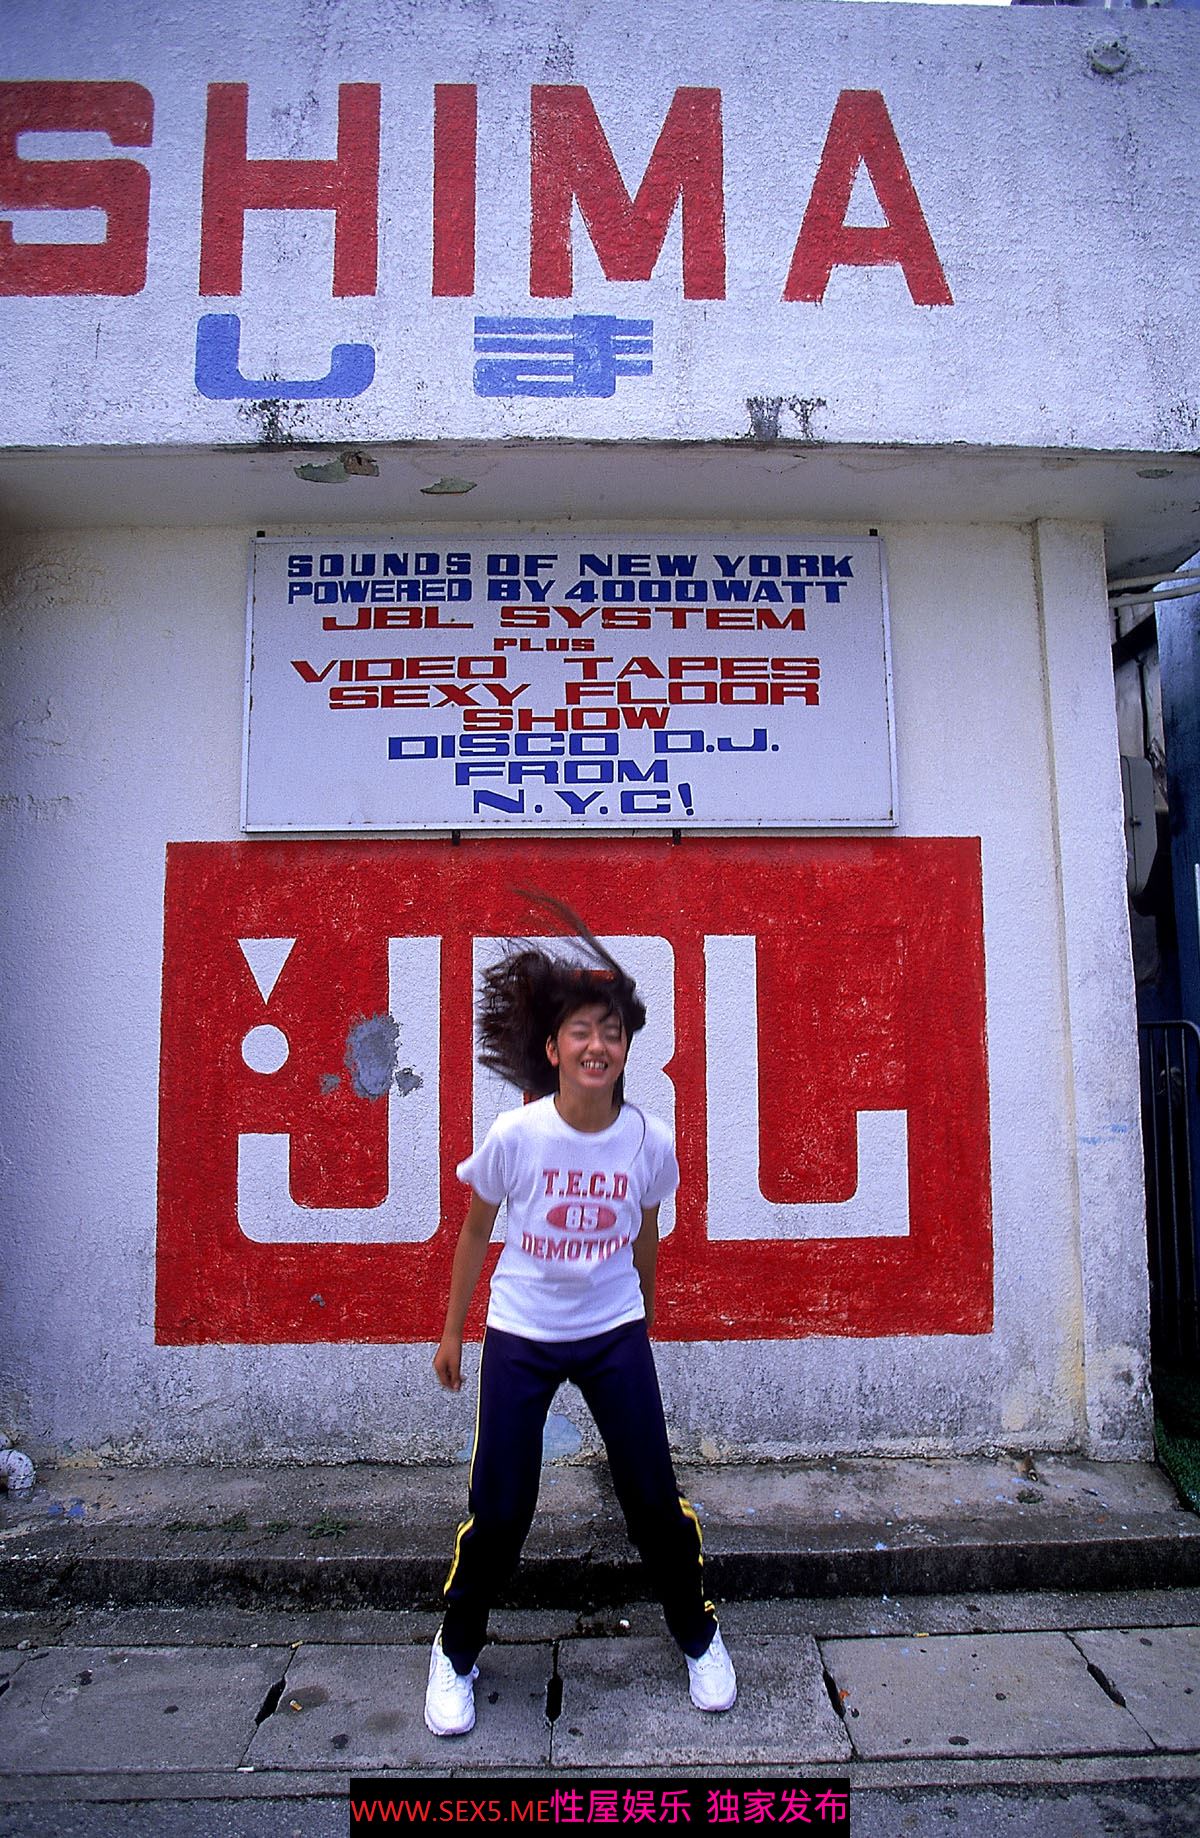 SHIMA
しま
SOUNDS OF NEW YORK
POWERED BY 4000WATT
JBL SYSTEM
PLUS
VIDEO TAPES
SEXY FLOOR
SHOW
DISCO D.J.
FROM
N.Y.C!
JBL
T.E.C.D
85
DEMOTION
WWW.SEX5.ME性屋娱乐 独家发布